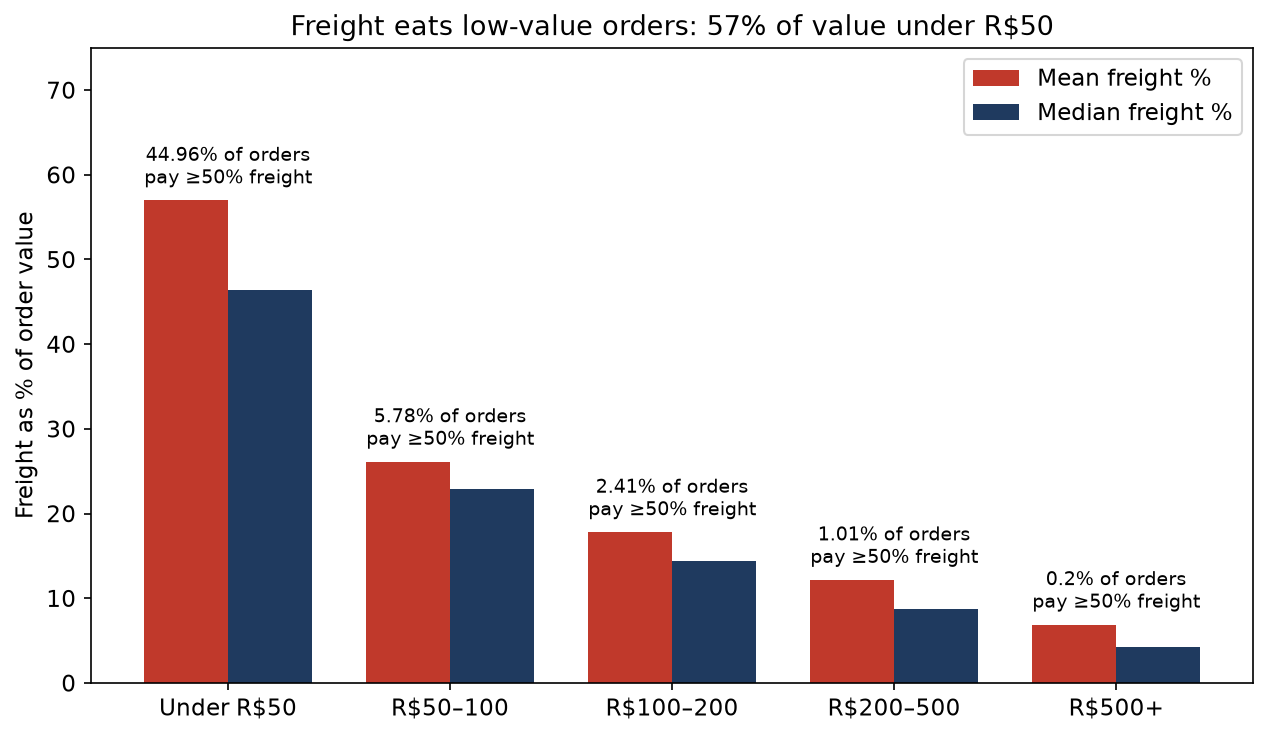 Freight eats low-value orders: 57% of value under R$50
Mean freight %
Median freight %
Freight as % of order value
70
60
50
40
30
20
10
0
44.96% of orders
pay ≥50% freight
5.78% of orders
pay ≥50% freight
2.41% of orders
pay ≥50% freight
1.01% of orders
pay ≥50% freight
0.2% of orders
pay ≥50% freight
Under R$50
R$50–100
R$100–200
R$200–500
R$500+